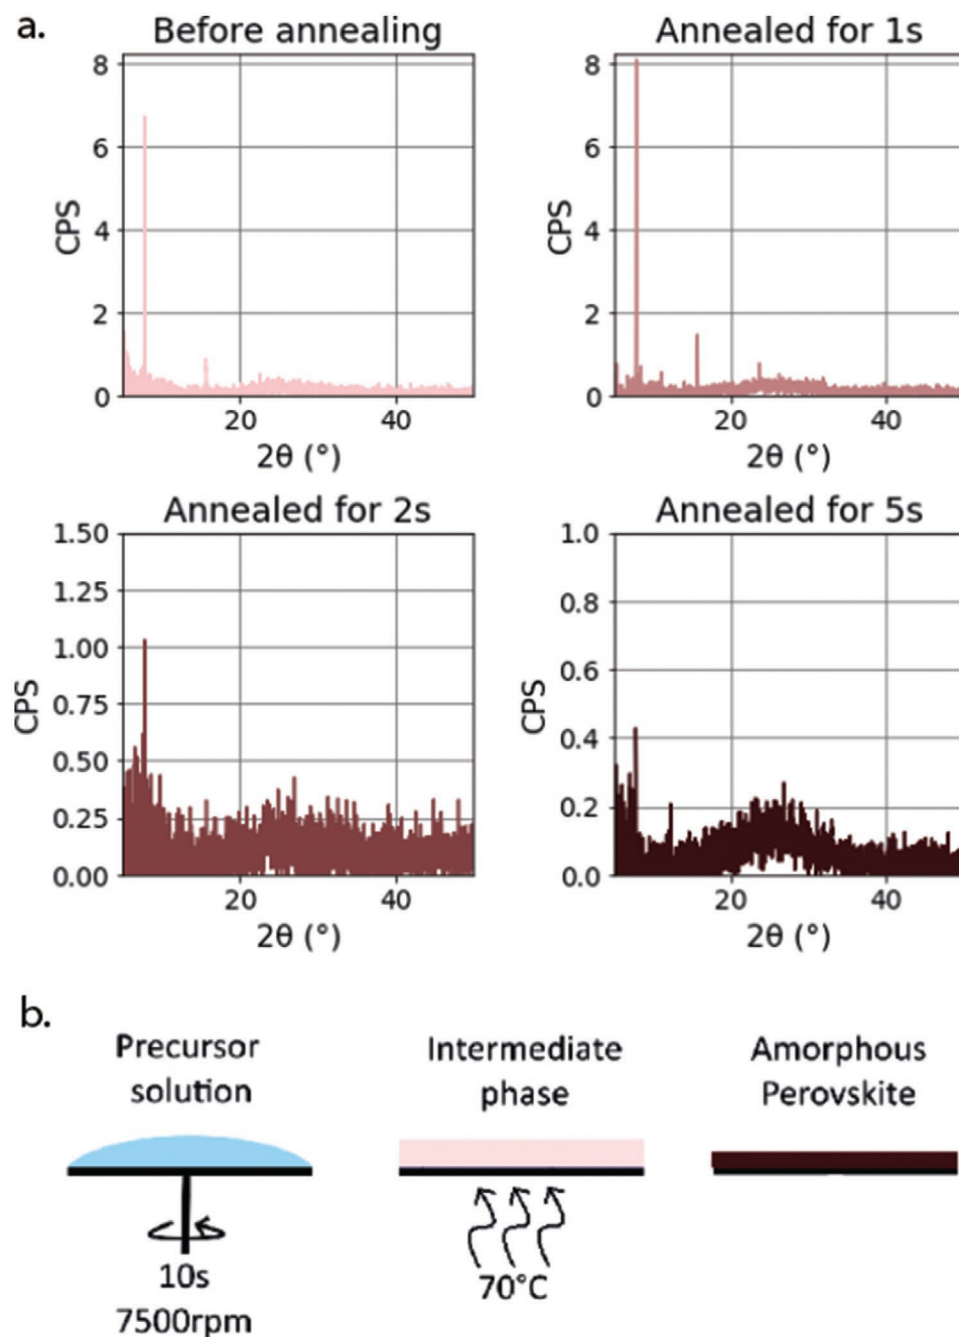 a.
Before annealing
8
6
4
2
0
CPS
20 40
2θ (°)
Annealed for 1s
8
6
4
2
0
CPS
20 40
2θ (°)
Annealed for 2s
1.50
1.25
1.00
0.75
0.50
0.25
0.00
CPS
20 40
2θ (°)
Annealed for 5s
1.0
0.8
0.6
0.4
0.2
0.0
CPS
20 40
2θ (°)
b.
Precursor
solution
10s
7500rpm
Intermediate
phase
70°C
Amorphous
Perovskite